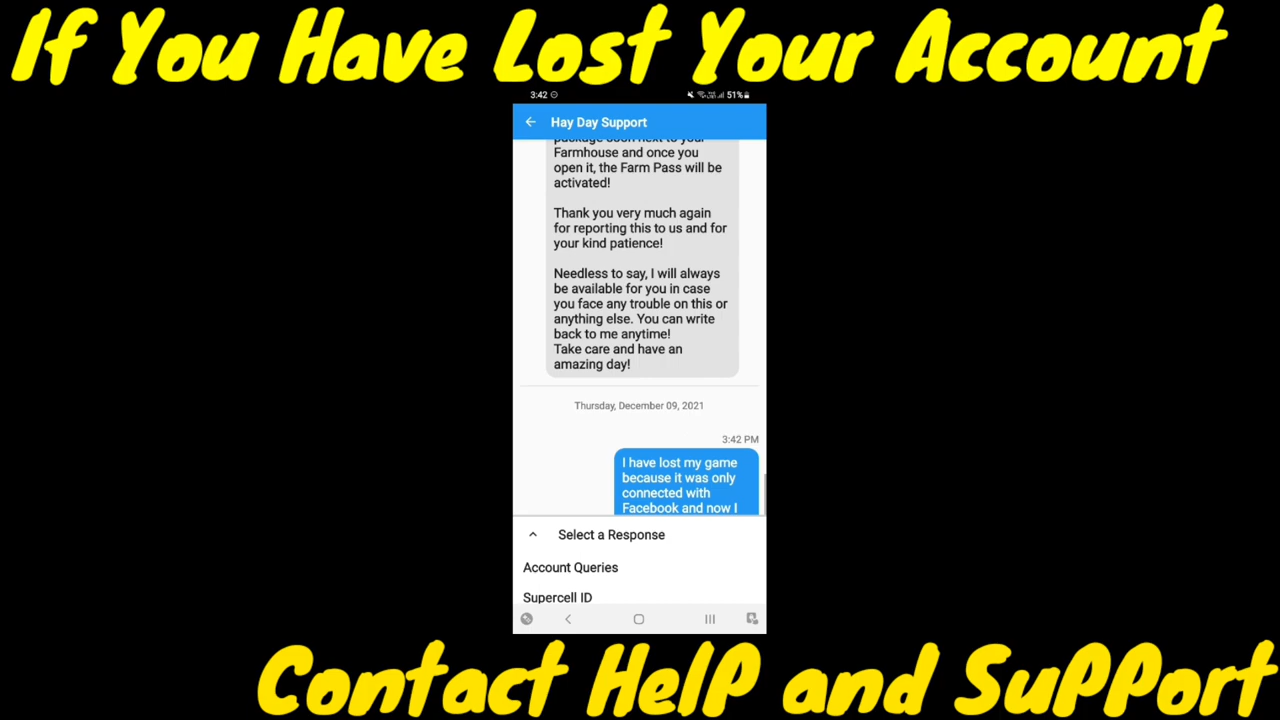 If You Have Lost Your Account
3:42
51%
Hay Day Support
package soon next to your
Farmhouse and once you
open it, the Farm Pass will be
activated!
Thank you very much again
for reporting this to us and for
your kind patience!
Needless to say, I will always
be available for you in case
you face any trouble on this or
anything else. You can write
back to me anytime!
Take care and have an
amazing day!
Thursday, December 09, 2021
3:42 PM
I have lost my game
because it was only
connected with
Facebook and now I
Select a Response
Account Queries
Supercell ID
Contact Help and Support